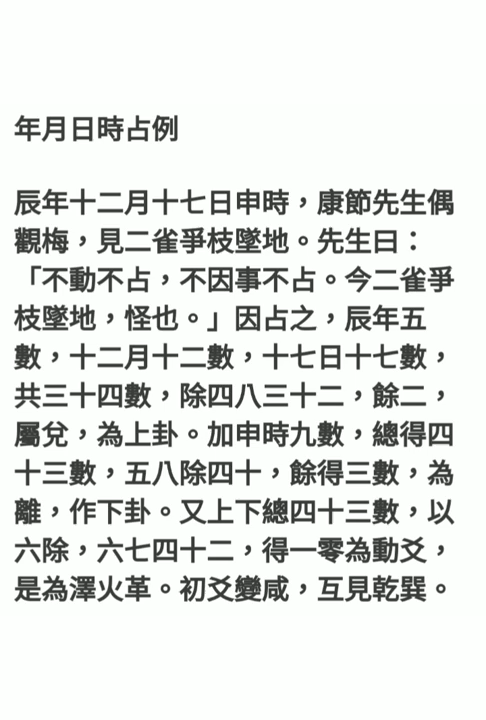 年月日時占例
辰年十二月十七日申時，康節先生偶
觀梅，見二雀爭枝墜地。先生曰：
「不動不占，不因事不占。今二雀爭
枝墜地，怪也。」因占之，辰年五
數，十二月十二數，十七日十七數，
共三十四數，除四八三十二，餘二，
屬兌，為上卦。加申時九數，總得四
十三數，五八除四十，餘得三數，為
離，作下卦。又上下總四十三數，以
六除，六七四十二，得一零為動爻，
是為澤火革。初爻變咸，互見乾巽。